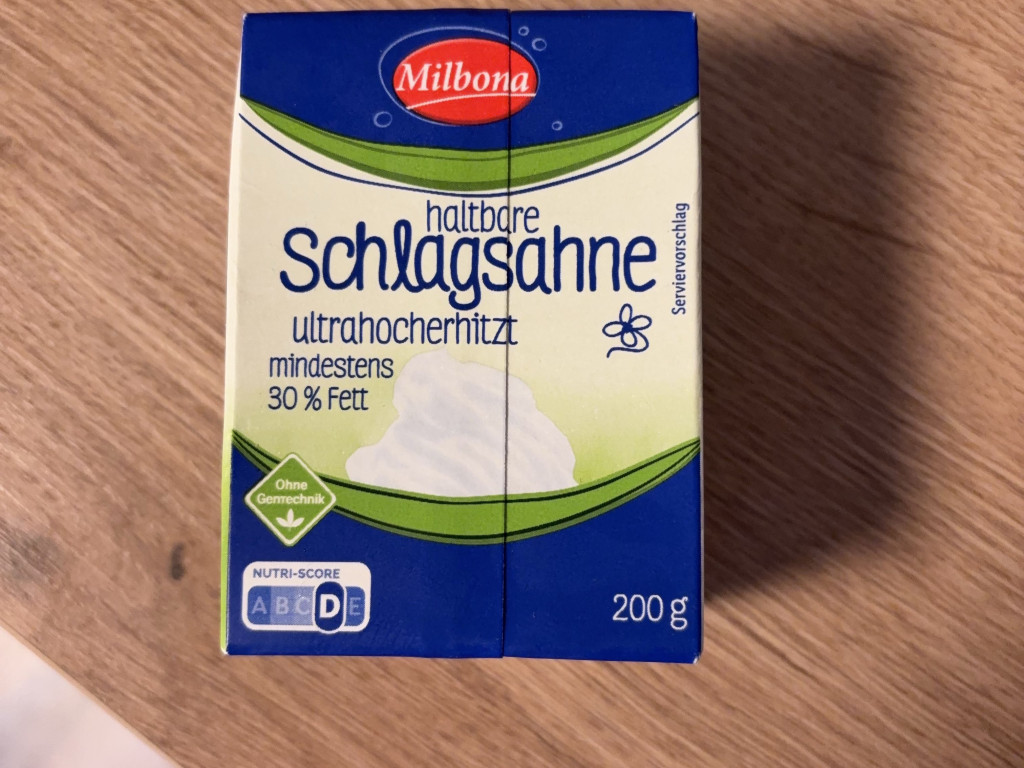 Milbona
haltbare
Schlagsahne
Serviervorschlag
ultrahocherhitzt
mindestens
30 % Fett
Ohne
Gentechnik
NUTRI-SCORE
A B C D E
200 g